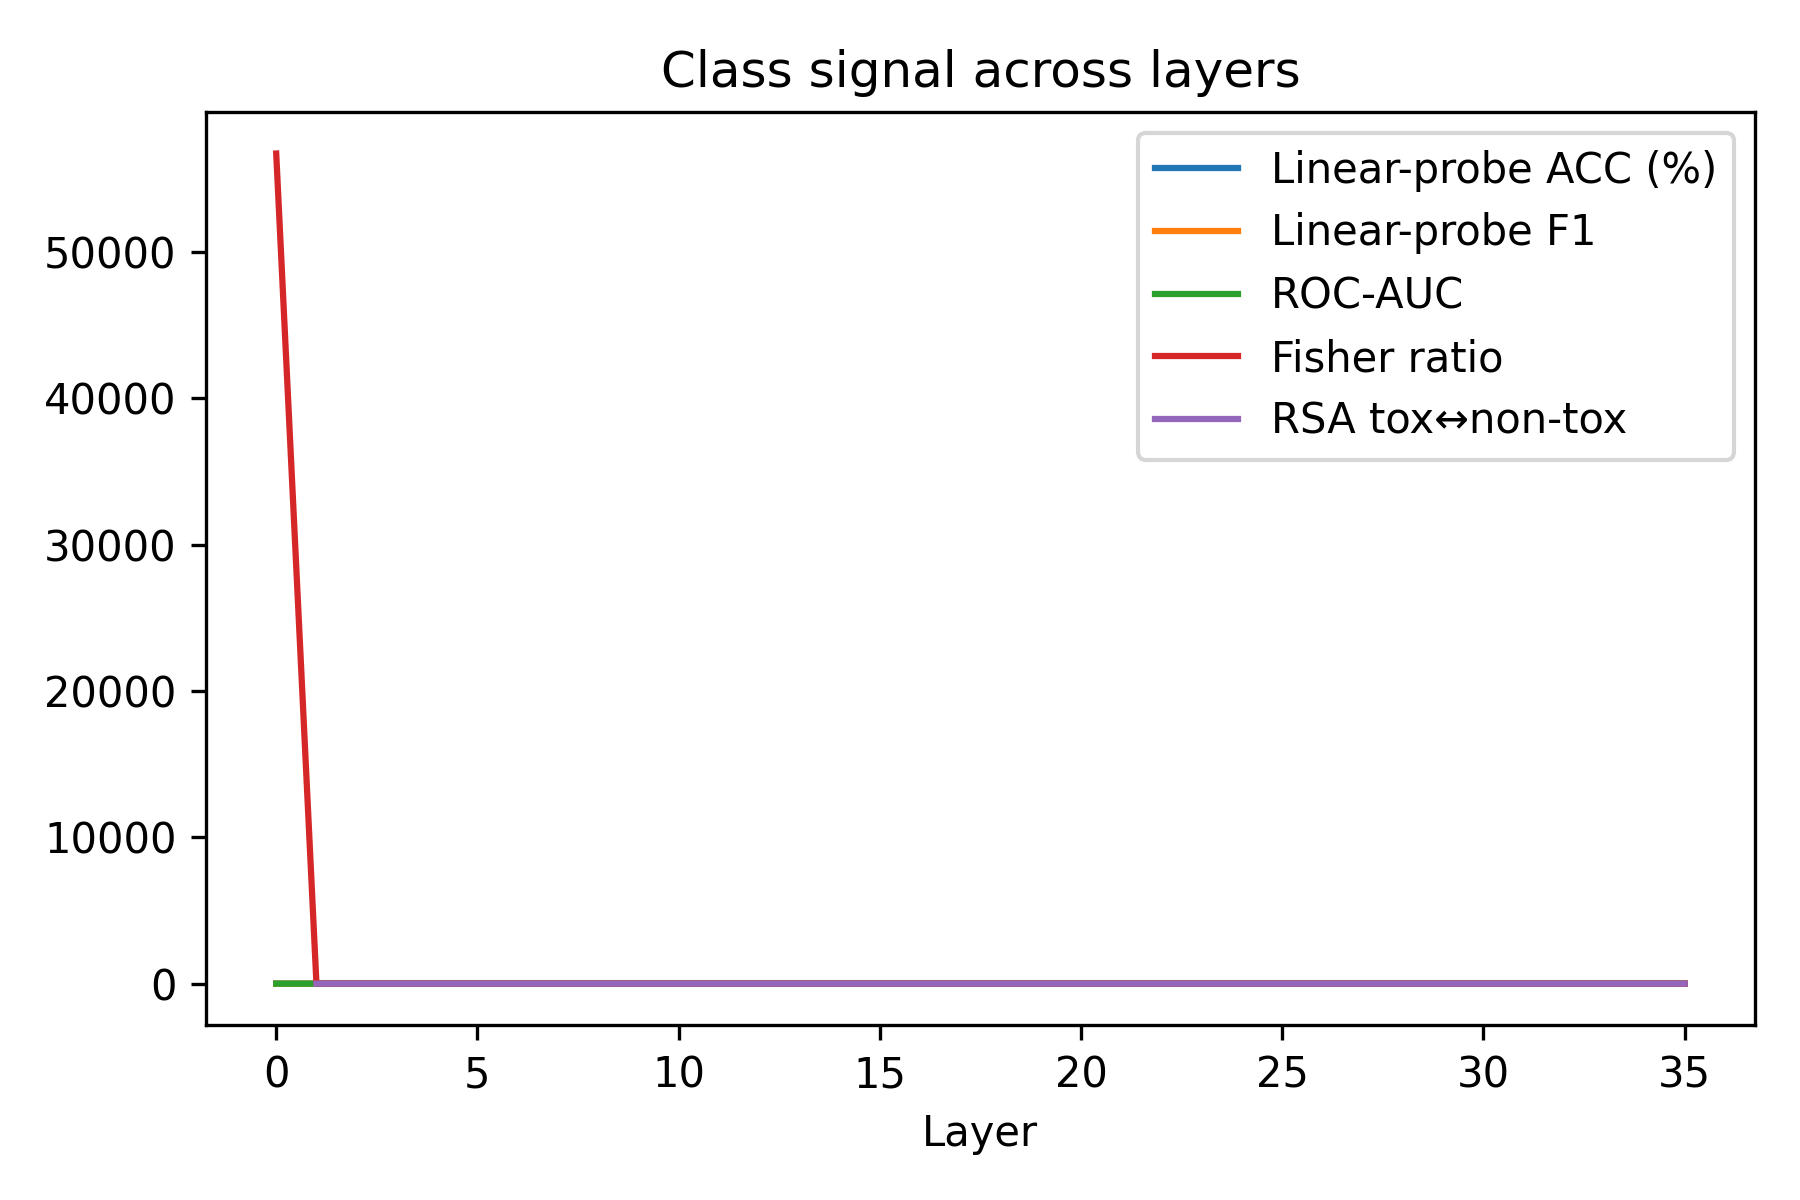 Class signal across layers
Linear-probe ACC (%)
Linear-probe F1
ROC-AUC
Fisher ratio
RSA tox↔non-tox
50000
40000
30000
20000
10000
0
0 5 10 15 20 25 30 35
Layer